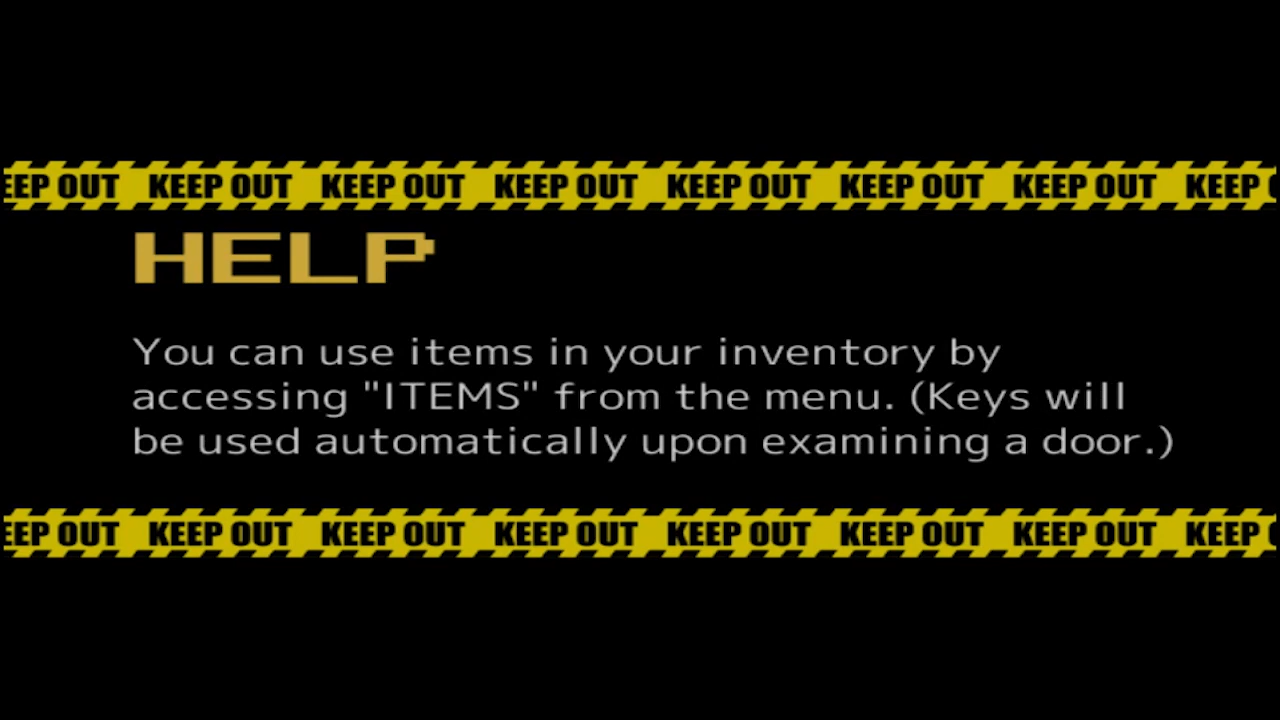 EEP OUT KEEP OUT KEEP OUT KEEP OUT KEEP OUT KEEP OUT KEEP OUT KEEP
HELP
You can use items in your inventory by
accessing "ITEMS" from the menu. (Keys will
be used automatically upon examining a door.)
EEP OUT KEEP OUT KEEP OUT KEEP OUT KEEP OUT KEEP OUT KEEP OUT KEEP